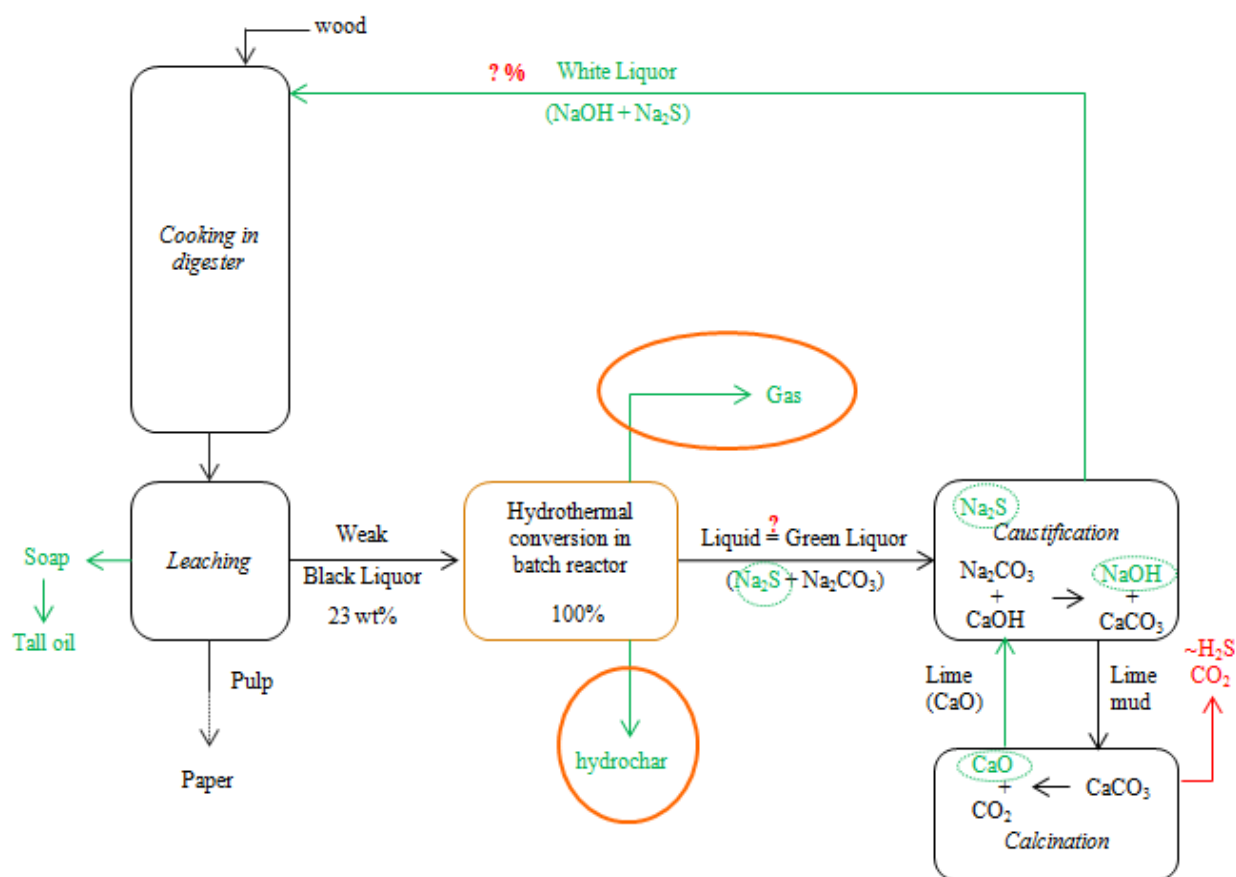 wood
? % White Liquor
(NaOH + Na₂S)
Cooking in
digester
Gas
Leaching
Soap
Tall oil
Weak
Black Liquor
23 wt%
Hydrothermal
conversion in
batch reactor
100%
?
Liquid = Green Liquor
(Na₂S + Na₂CO₃)
Na₂S
Caustification
Na₂CO₃
+
CaOH
NaOH
+
CaCO₃
Pulp
Paper
hydrochar
Lime
(CaO)
Lime
mud
~H₂S
CO₂
CaO
+
CO₂
CaCO₃
Calcination